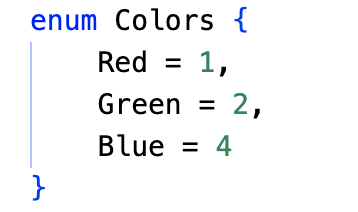 enum Colors {
    Red = 1,
    Green = 2,
    Blue = 4
}